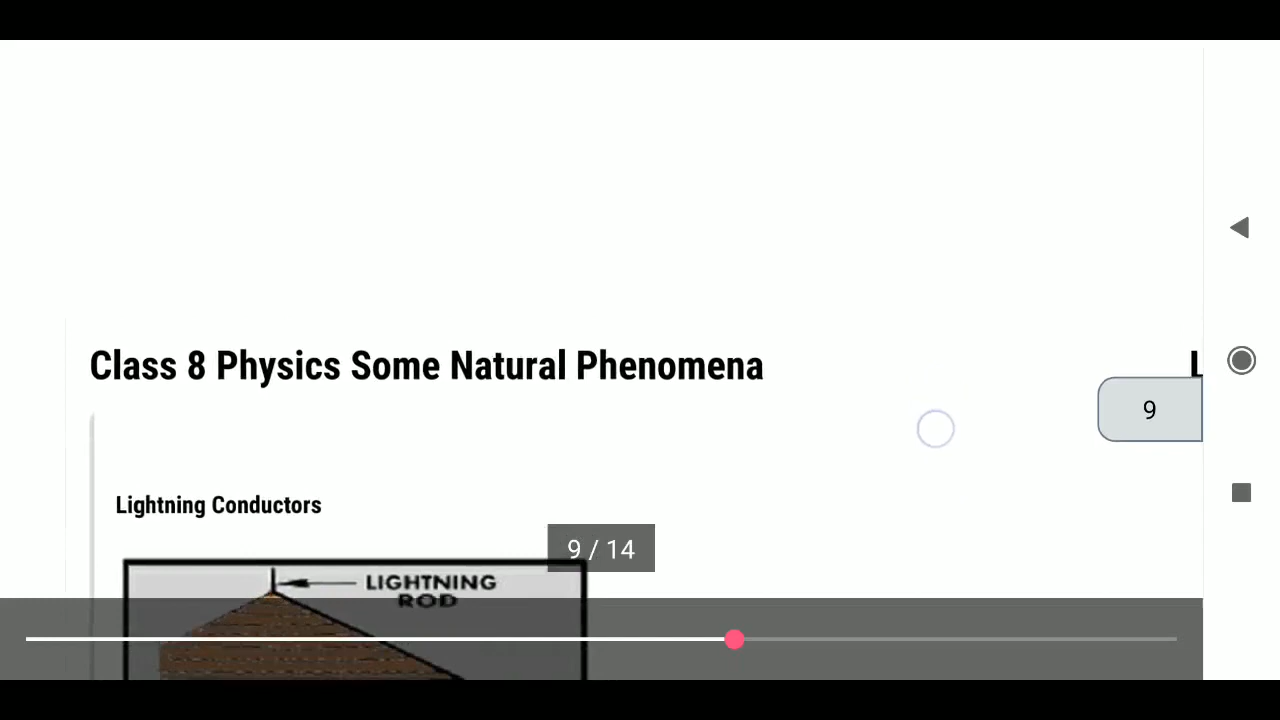 Class 8 Physics Some Natural Phenomena
L
9
Lightning Conductors
9 / 14
LIGHTNING
ROD